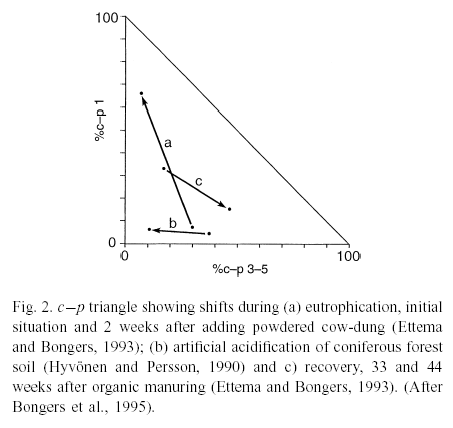 100
%c–p 1
a
c
b
0
0
100
%c–p 3–5
Fig. 2. c–p triangle showing shifts during (a) eutrophication, initial
situation and 2 weeks after adding powdered cow-dung (Ettema
and Bongers, 1993); (b) artificial acidification of coniferous forest
soil (Hyvönen and Persson, 1990) and c) recovery, 33 and 44
weeks after organic manuring (Ettema and Bongers, 1993). (After
Bongers et al., 1995).